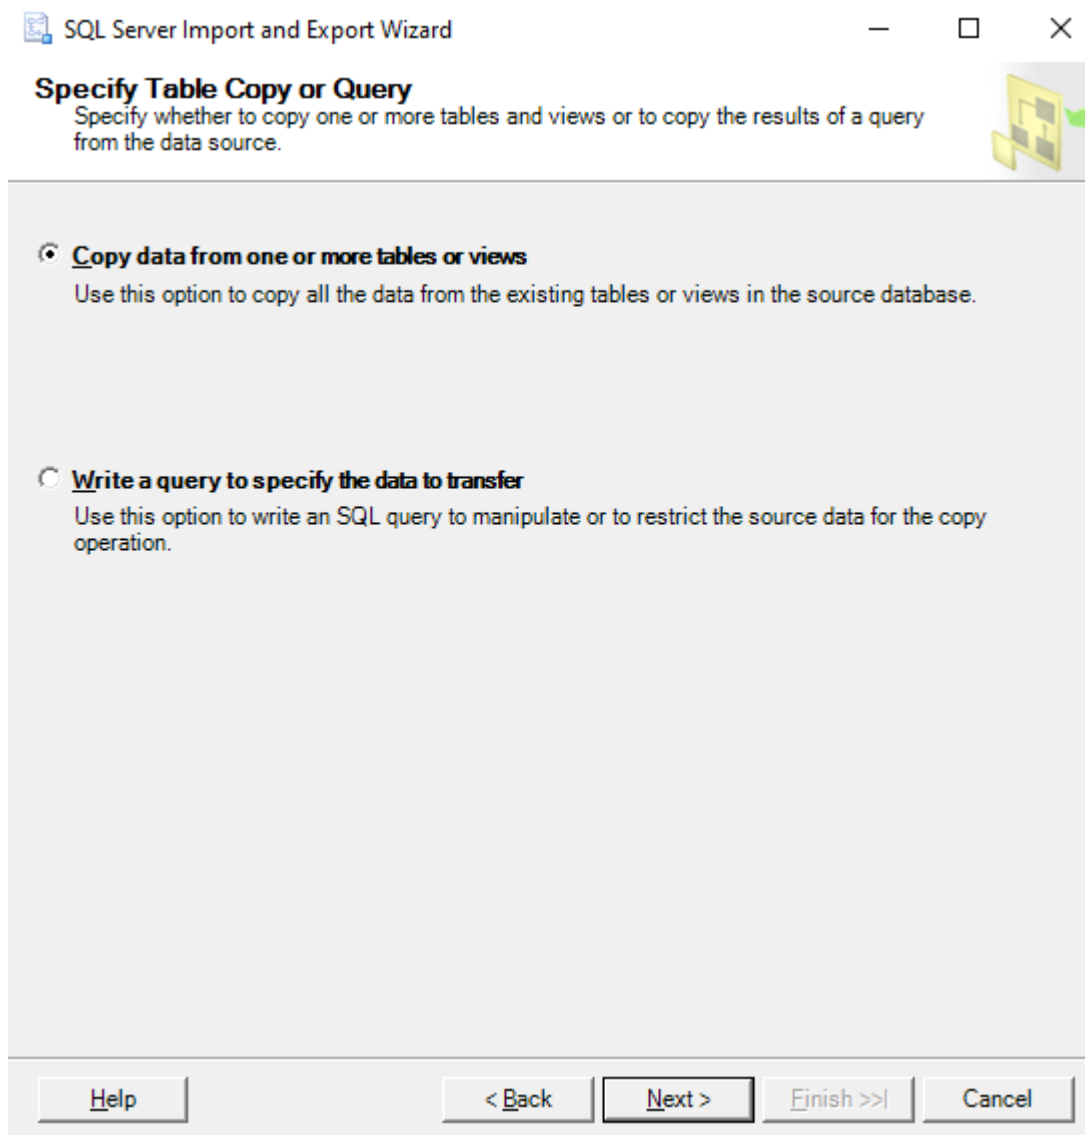 SQL Server Import and Export Wizard
Specify Table Copy or Query
Specify whether to copy one or more tables and views or to copy the results of a query
from the data source.
Copy data from one or more tables or views
Use this option to copy all the data from the existing tables or views in the source database.
Write a query to specify the data to transfer
Use this option to write an SQL query to manipulate or to restrict the source data for the copy
operation.
Help < Back Next > Finish >>| Cancel